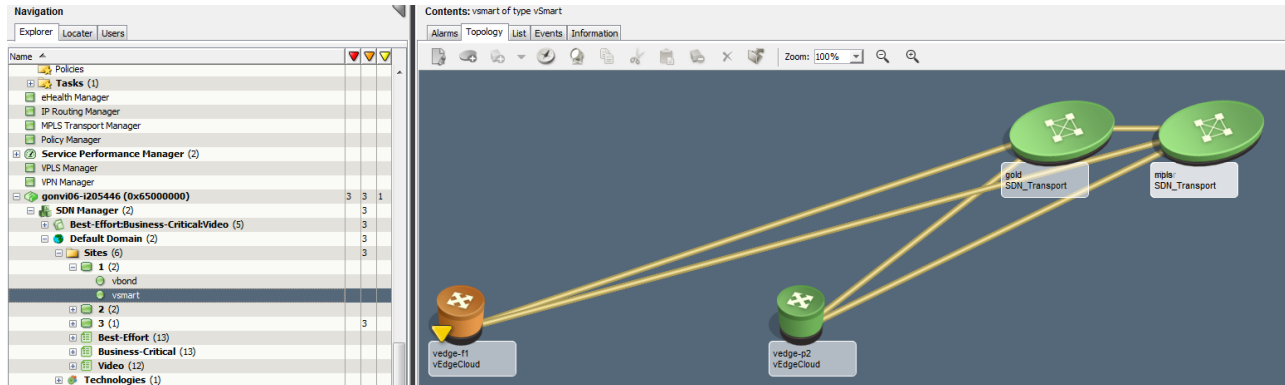 Navigation
Explorer Locater Users
Name
Policies
Tasks (1)
eHealth Manager
IP Routing Manager
MPLS Transport Manager
Policy Manager
Service Performance Manager (2)
VPLS Manager
VPN Manager
gonvi06-i205446 (0x65000000) 3 3 1
SDN Manager (2) 3
Best-Effort:Business-Critical:Video (5) 3
Default Domain (2) 3
Sites (6) 3
1 (2)
vbond
vsmart
2 (2)
3 (1) 3
Best-Effort (13)
Business-Critical (13)
Video (12)
Technologies (1)
Contents: vsmart of type vSmart
Alarms Topology List Events Information
Zoom: 100%
gold
SDN_Transport
SDN_Transport
vedge-f1
vEdgeCloud
vedge-p2
vEdgeCloud